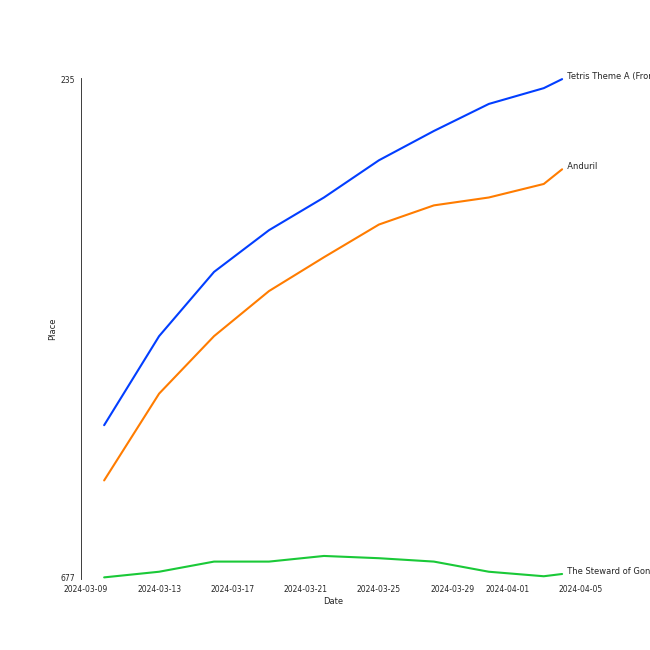 Tetris Theme A (Fro
235
Anduril
Place
The Steward of Gon
677
2024-03-09 2024-03-13 2024-03-17 2024-03-21 2024-03-25 2024-03-29 2024-04-01 2024-04-05
Date